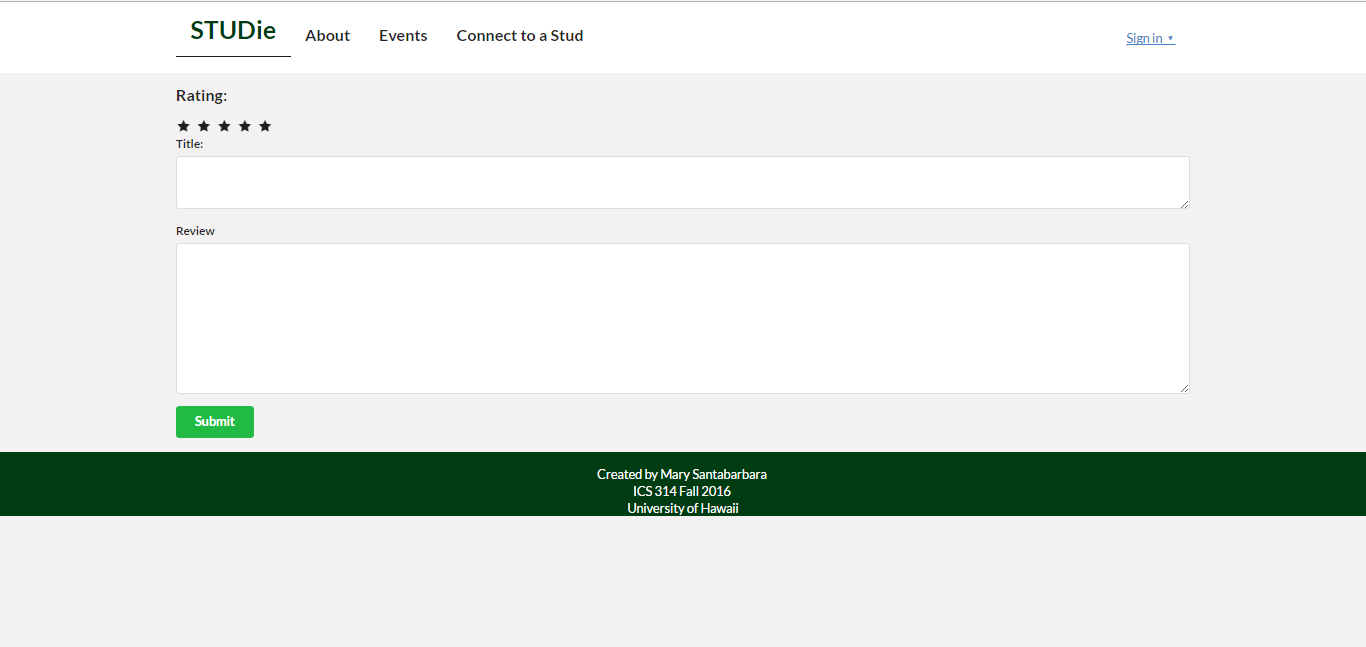 STUDie About Events Connect to a Stud Sign in
Rating:
Title:
Review
Submit
Created by Mary Santabarbara
ICS 314 Fall 2016
University of Hawaii